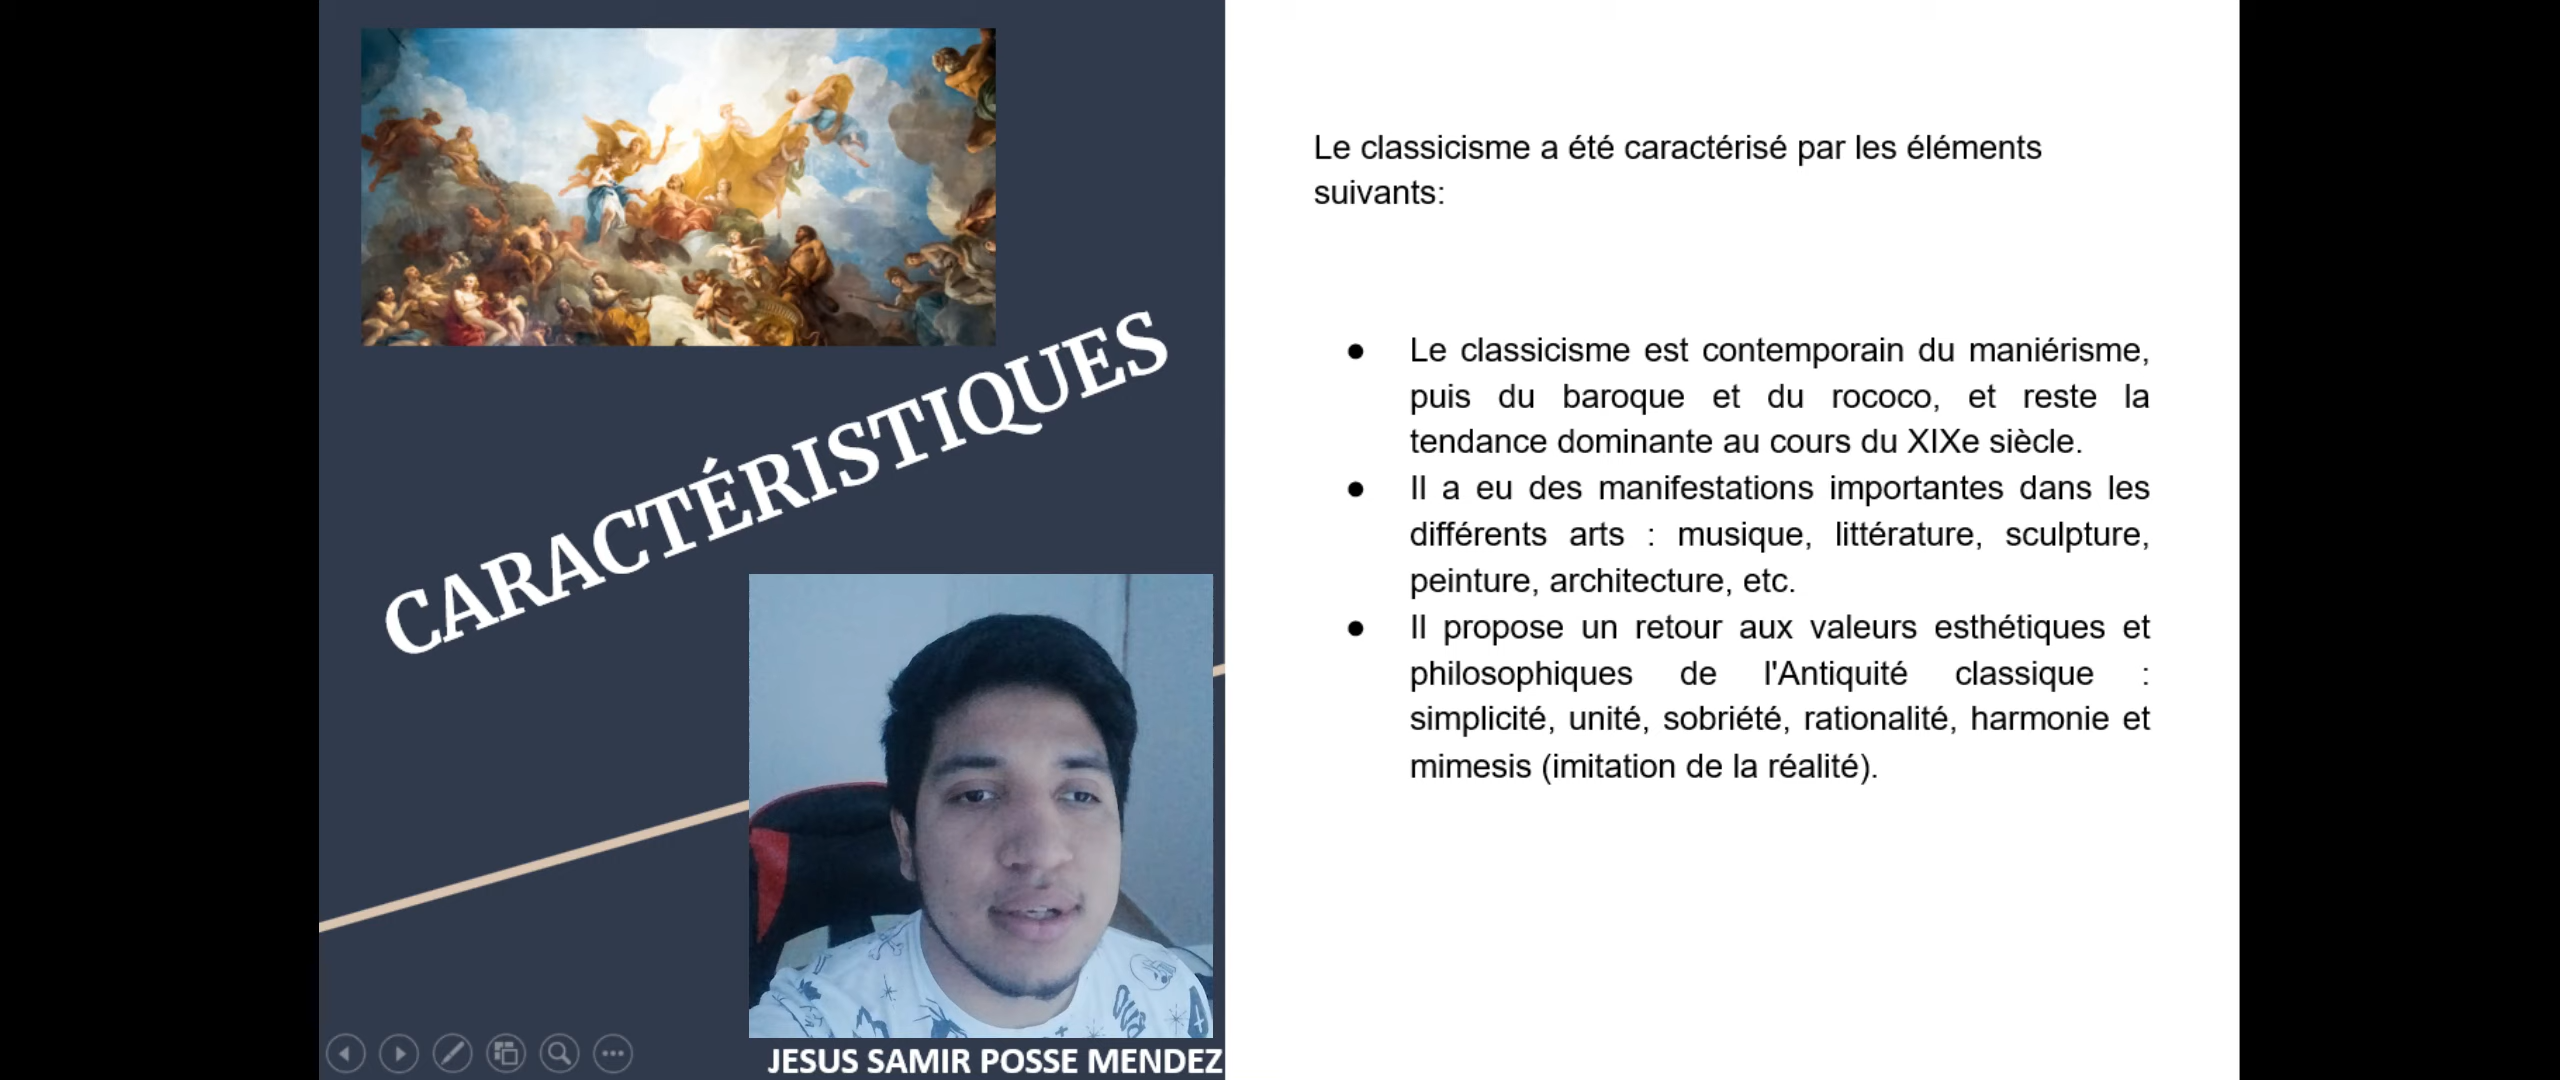 CARACTÉRISTIQUES
JESUS SAMIR POSSE MENDEZ
Le classicisme a été caractérisé par les éléments
suivants:
● Le classicisme est contemporain du maniérisme,
puis du baroque et du rococo, et reste la
tendance dominante au cours du XIXe siècle.
● Il a eu des manifestations importantes dans les
différents arts : musique, littérature, sculpture,
peinture, architecture, etc.
● Il propose un retour aux valeurs esthétiques et
philosophiques de l'Antiquité classique :
simplicité, unité, sobriété, rationalité, harmonie et
mimesis (imitation de la réalité).